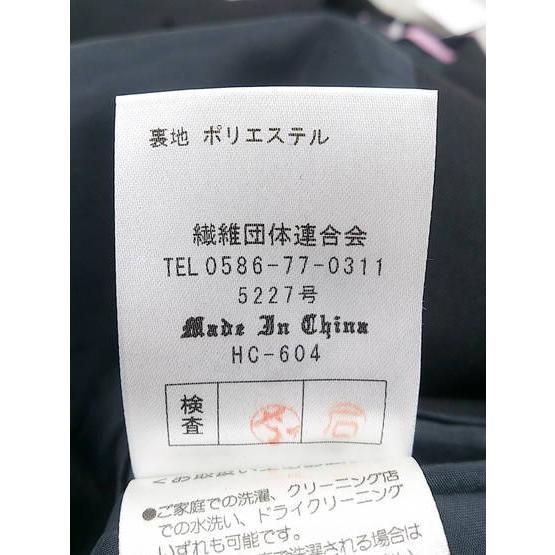 裏地 ポリエステル
繊維団体連合会
TEL 0586-77-0311
5227号
Made In China
HC-604
検査
●ご家庭での洗濯、クリーニング店
での水洗い、ドライクリーニング
いずれも可能です。